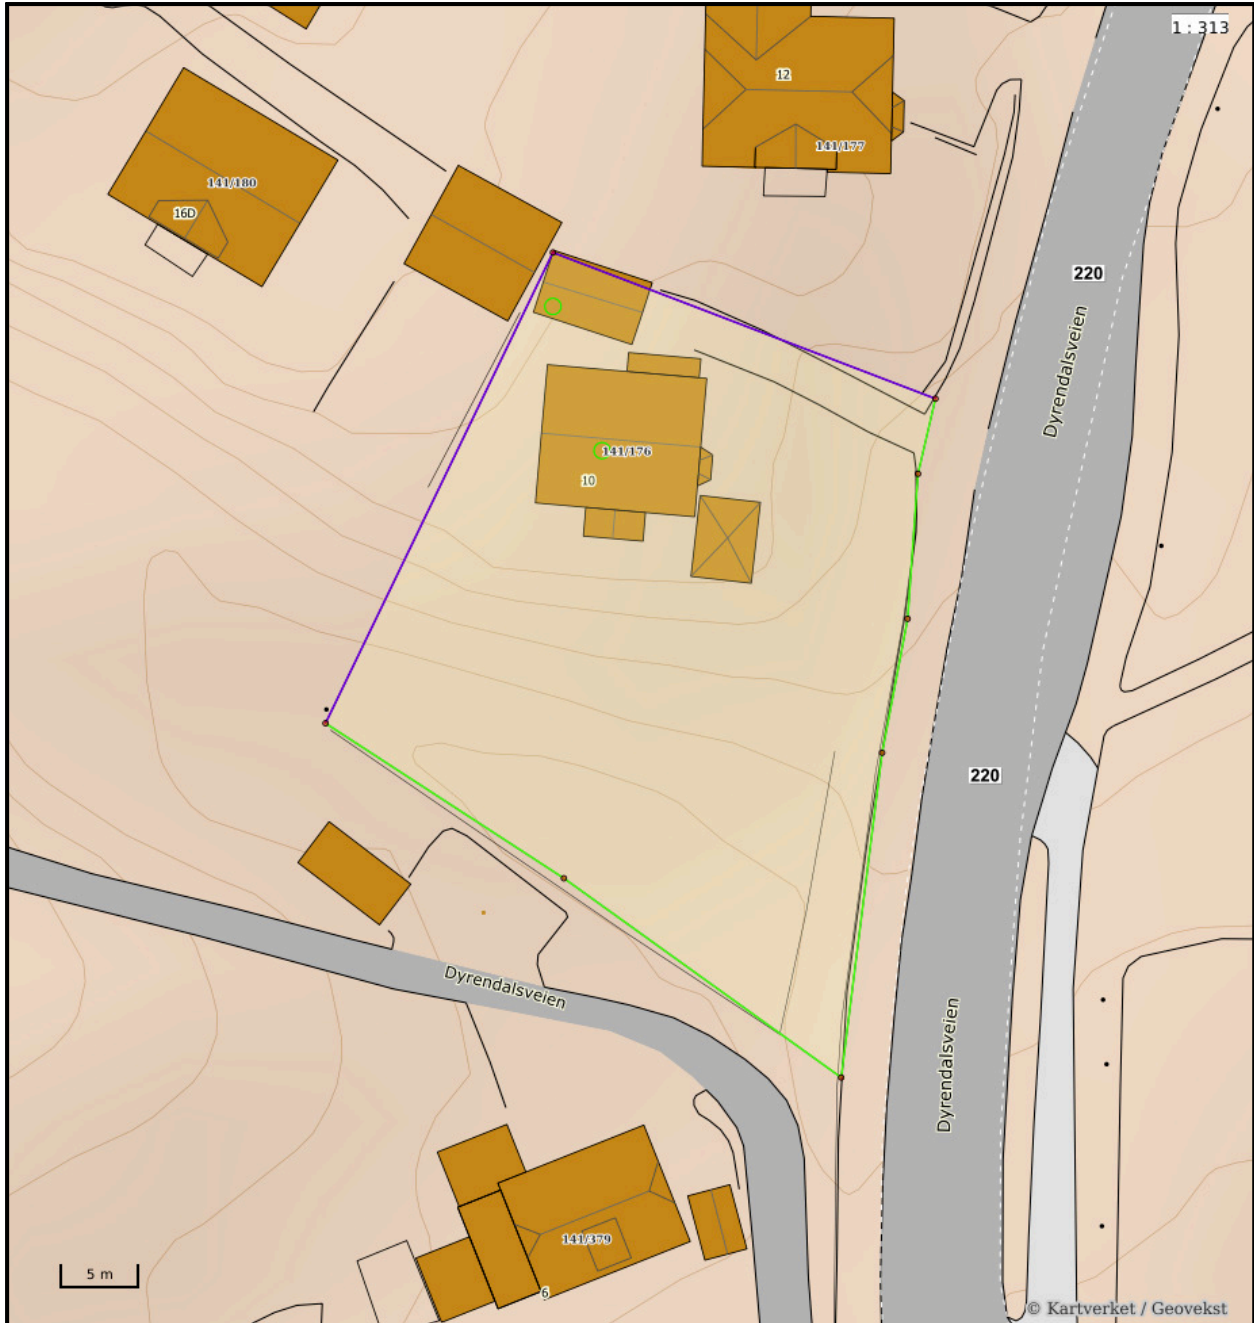 1 : 313
12
141/177
141/180
16D
220
Dyrendalsveien
141/176
10
220
Dyrendalsveien
Dyrendalsveien
141/379
6
5 m
© Kartverket / Geovekst